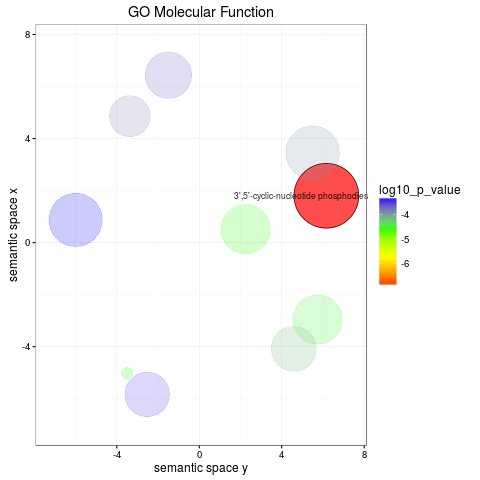 GO Molecular Function
8
4
0
-4
semantic space x
3',5'-cyclic-nucleotide phosphodies
-4
0
4
8
semantic space y
log10_p_value
-4
-5
-6